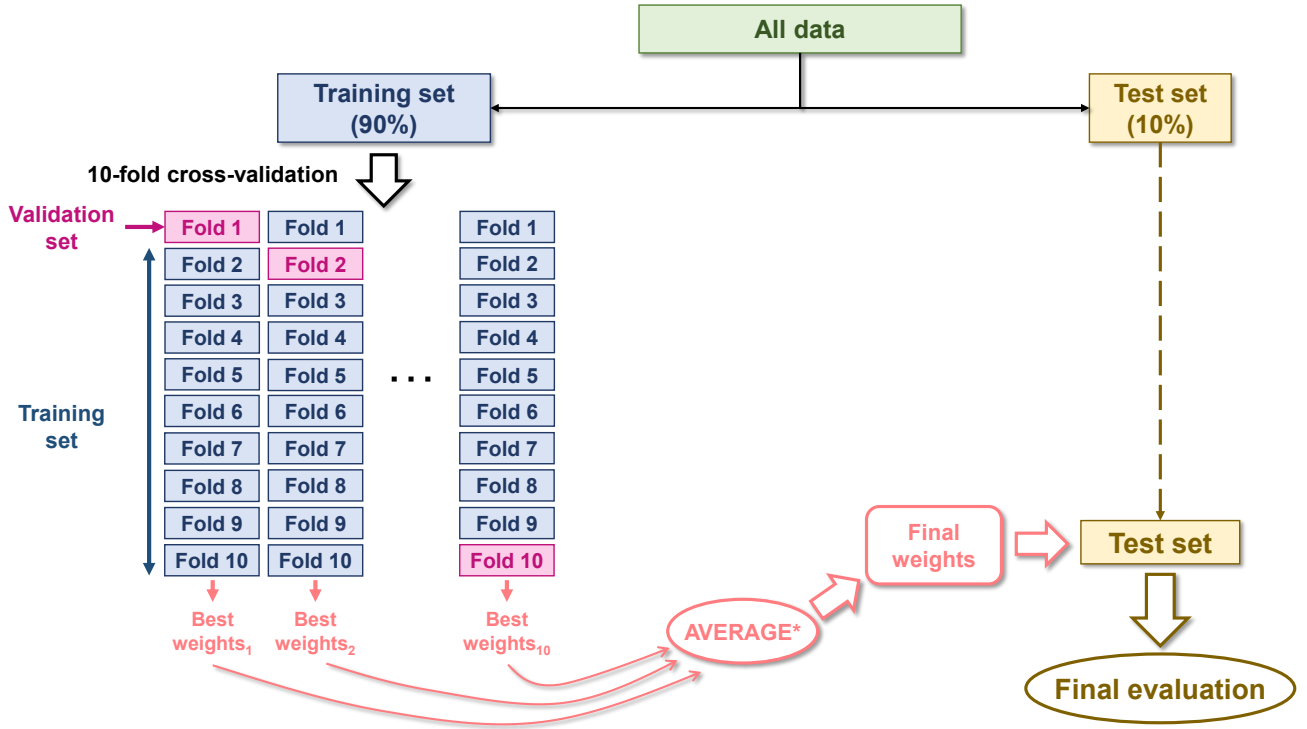 All data
Training set
(90%)
Test set
(10%)
10-fold cross-validation
Validation
set
Training
set
Fold 1
Fold 2
Fold 3
Fold 4
Fold 5
Fold 6
Fold 7
Fold 8
Fold 9
Fold 10
Best
weights₁
Fold 1
Fold 2
Fold 3
Fold 4
Fold 5
Fold 6
Fold 7
Fold 8
Fold 9
Fold 10
Best
weights₂
...
Fold 1
Fold 2
Fold 3
Fold 4
Fold 5
Fold 6
Fold 7
Fold 8
Fold 9
Fold 10
Best
weights₁₀
AVERAGE*
Final
weights
Test set
Final evaluation